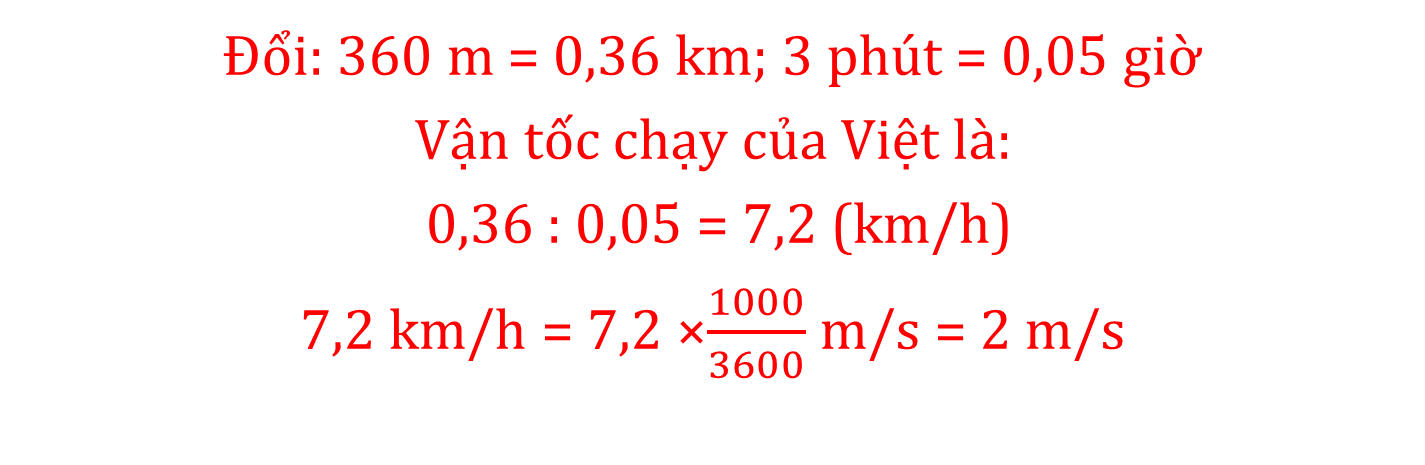 Đổi: 360 m = 0,36 km; 3 phút = 0,05 giờ
Vận tốc chạy của Việt là:
0,36 : 0,05 = 7,2 (km/h)
7,2 km/h = 7,2 ×\frac{1000}{3600} m/s = 2 m/s